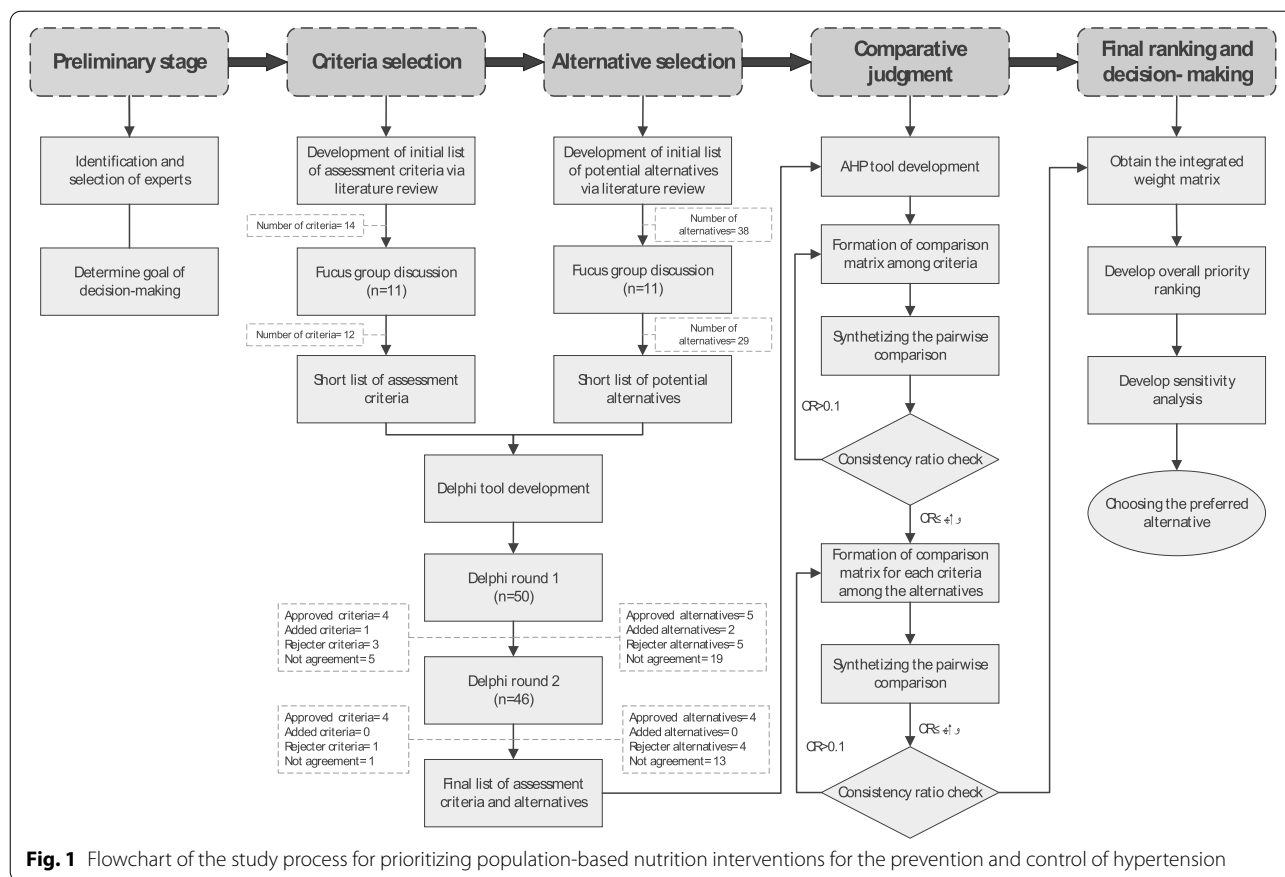 Preliminary stage
Criteria selection
Alternative selection
Comparative
judgment
Final ranking and
decision- making
Identification and
selection of experts
Determine goal of
decision-making
Development of initial list
of assessment criteria via
literature review
Number of criteria= 14
Fucus group discussion
(n=11)
Number of criteria= 12
Short list of assessment
criteria
Development of initial list
of potential alternatives
via literature review
Number of
alternatives= 38
Fucus group discussion
(n=11)
Number of
alternatives= 29
Short list of potential
alternatives
Delphi tool development
Delphi round 1
(n=50)
Approved criteria= 4
Added criteria= 1
Rejecter criteria= 3
Not agreement= 5
Approved alternatives= 5
Added alternatives= 2
Rejecter alternatives= 5
Not agreement= 19
Delphi round 2
(n=46)
Approved criteria= 4
Added criteria= 0
Rejecter criteria= 1
Not agreement= 1
Approved alternatives= 4
Added alternatives= 0
Rejecter alternatives= 4
Not agreement= 13
Final list of assessment
criteria and alternatives
AHP tool development
Formation of comparison
matrix among criteria
Synthetizing the pairwise
comparison
CR>0.1
Consistency ratio check
CR≤
Formation of comparison
matrix for each criteria
among the alternatives
Synthetizing the pairwise
comparison
CR≤
CR>0.1
Consistency ratio check
Obtain the integrated
weight matrix
Develop overall priority
ranking
Develop sensitivity
analysis
Choosing the preferred
alternative
Fig. 1 Flowchart of the study process for prioritizing population-based nutrition interventions for the prevention and control of hypertension